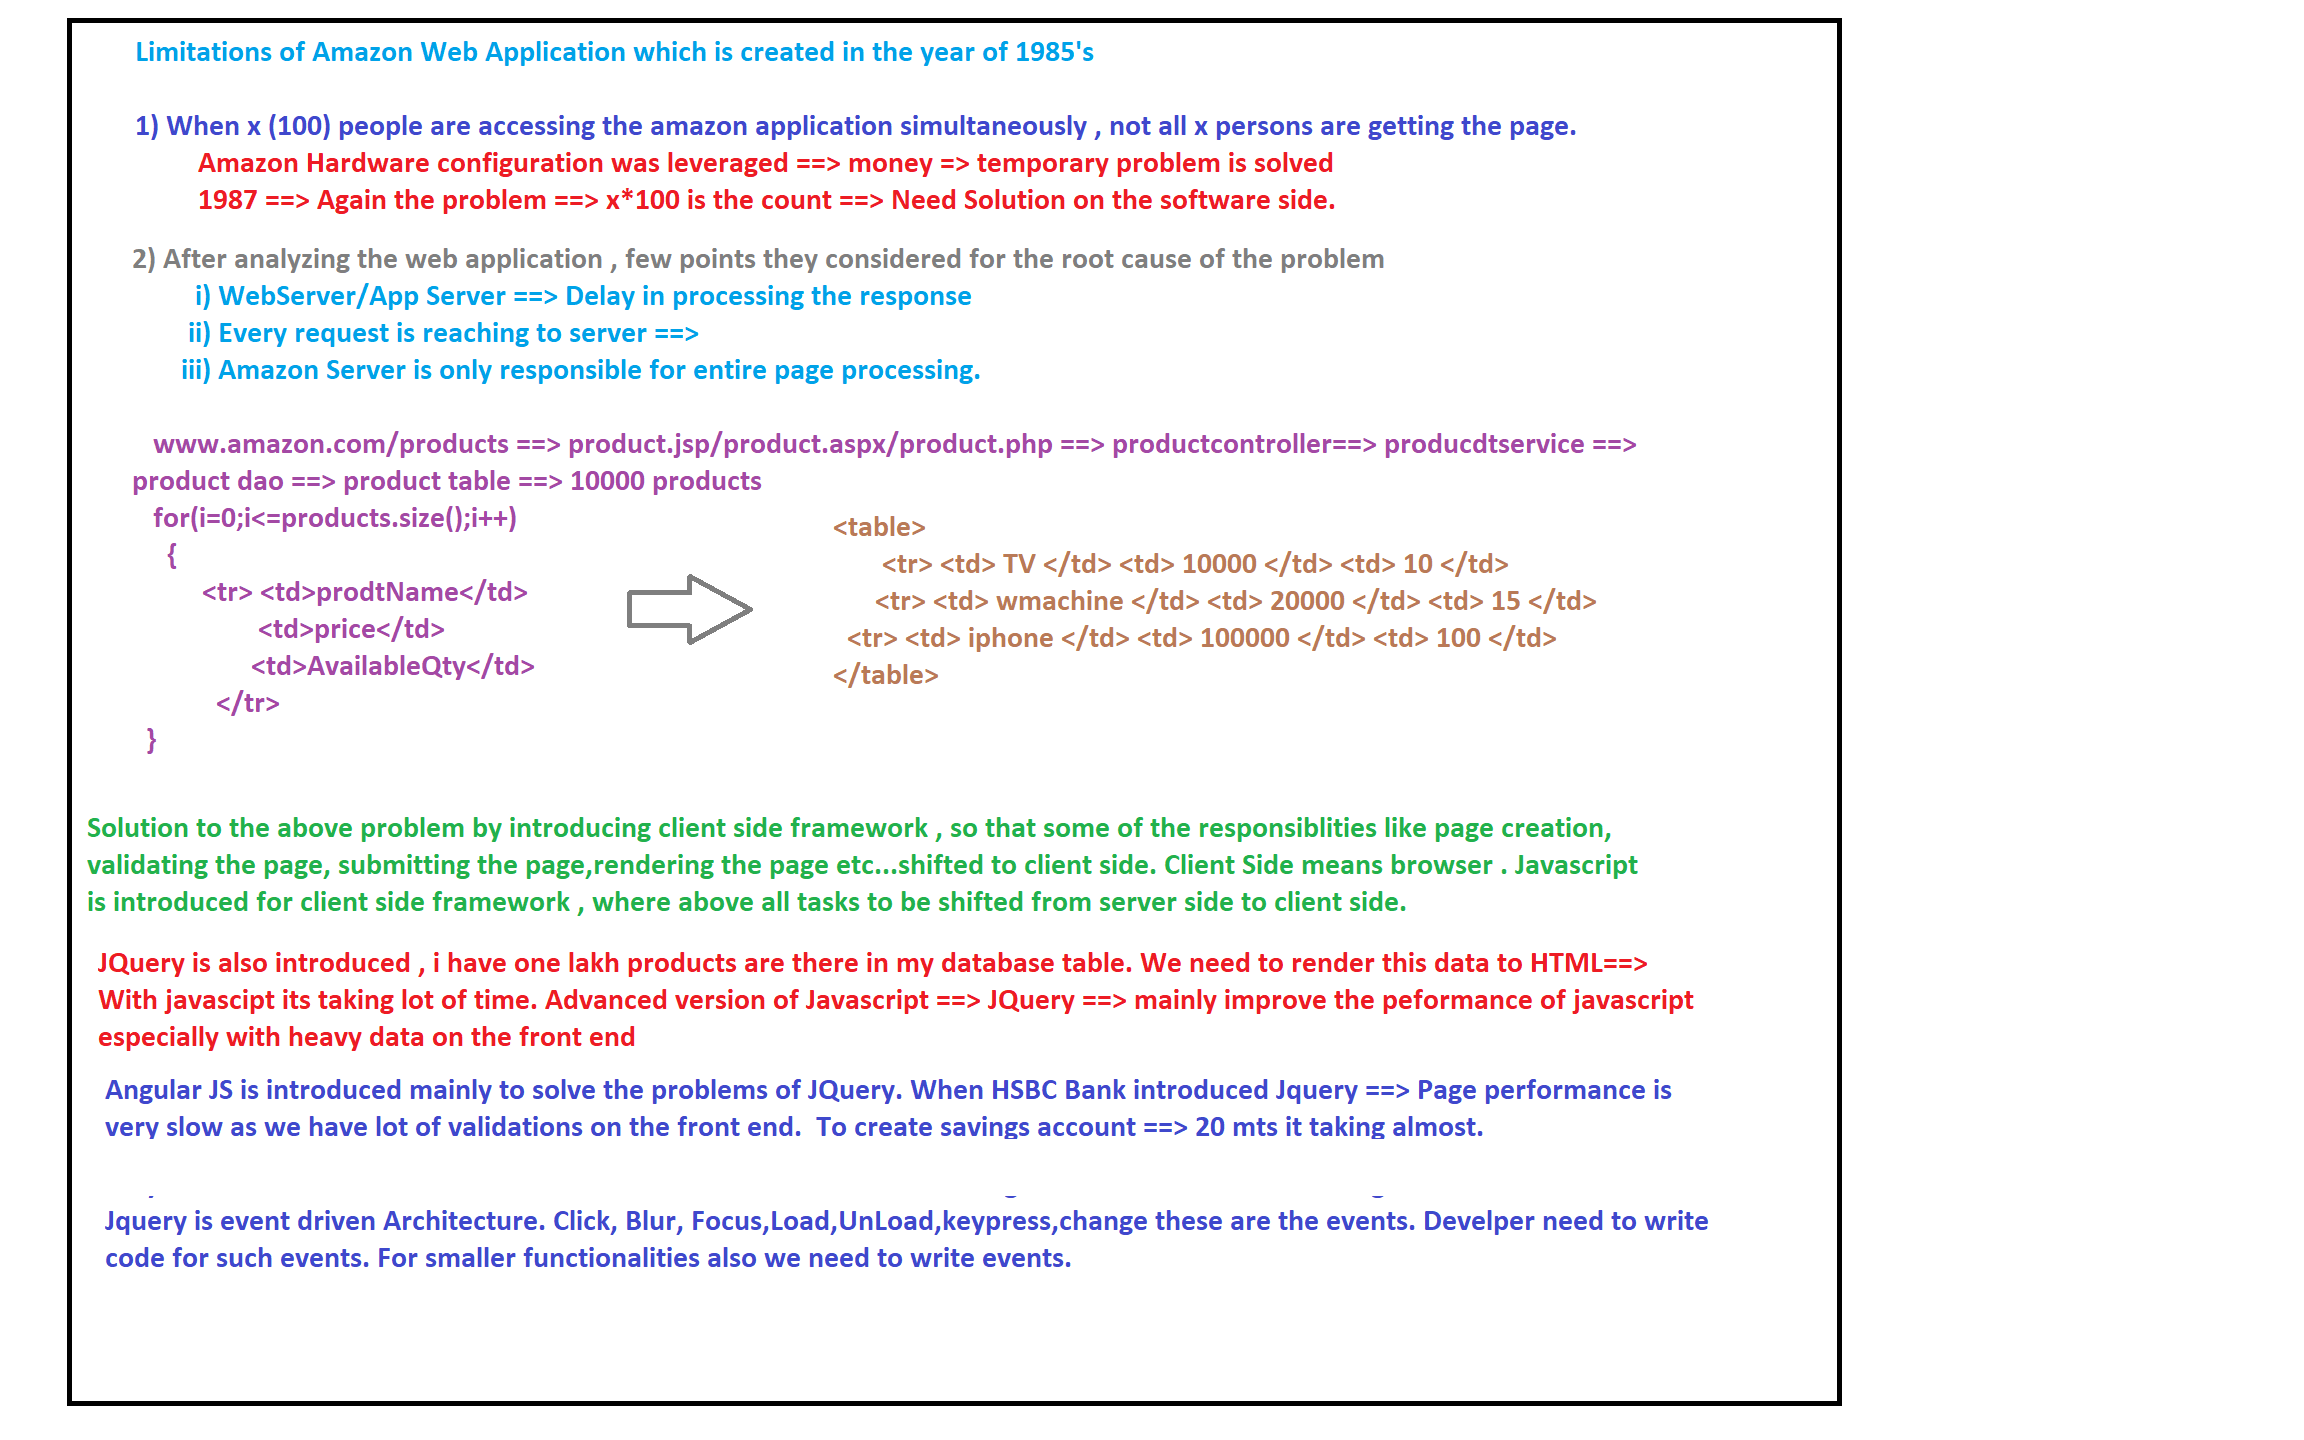 Limitations of Amazon Web Application which is created in the year of 1985's
1) When x (100) people are accessing the amazon application simultaneously , not all x persons are getting the page.
Amazon Hardware configuration was leveraged ==> money => temporary problem is solved
1987 ==> Again the problem ==> x*100 is the count ==> Need Solution on the software side.
2) After analyzing the web application , few points they considered for the root cause of the problem
i) WebServer/App Server ==> Delay in processing the response
ii) Every request is reaching to server ==>
iii) Amazon Server is only responsible for entire page processing.
www.amazon.com/products ==> product.jsp/product.aspx/product.php ==> productcontroller==> producdtservice ==>
product dao ==> product table ==> 10000 products
for(i=0;i<=products.size();i++)
{
<tr> <td>prodtName</td>
<td>price</td>
<td>AvailableQty</td>
</tr>
}
<table>
<tr> <td> TV </td> <td> 10000 </td> <td> 10 </td>
<tr> <td> wmachine </td> <td> 20000 </td> <td> 15 </td>
<tr> <td> iphone </td> <td> 100000 </td> <td> 100 </td>
</table>
Solution to the above problem by introducing client side framework , so that some of the responsiblities like page creation,
validating the page, submitting the page,rendering the page etc...shifted to client side. Client Side means browser . Javascript
is introduced for client side framework , where above all tasks to be shifted from server side to client side.
JQuery is also introduced , i have one lakh products are there in my database table. We need to render this data to HTML==>
With javascipt its taking lot of time. Advanced version of Javascript ==> JQuery ==> mainly improve the peformance of javascript
especially with heavy data on the front end
Angular JS is introduced mainly to solve the problems of JQuery. When HSBC Bank introduced Jquery ==> Page performance is
very slow as we have lot of validations on the front end.  To create savings account ==> 20 mts it taking almost.
Jquery is event driven Architecture. Click, Blur, Focus,Load,UnLoad,keypress,change these are the events. Develper need to write
code for such events. For smaller functionalities also we need to write events.